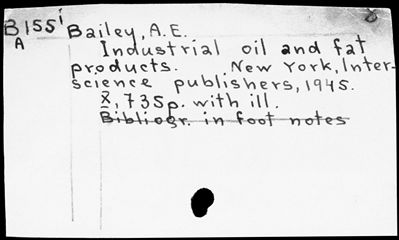 B155i Bailey, A.E.
A Industrial oil and fat
products. New York, Inter-
science publishers, 1945.
X, 735p. with ill.
Bibliogr. in foot notes